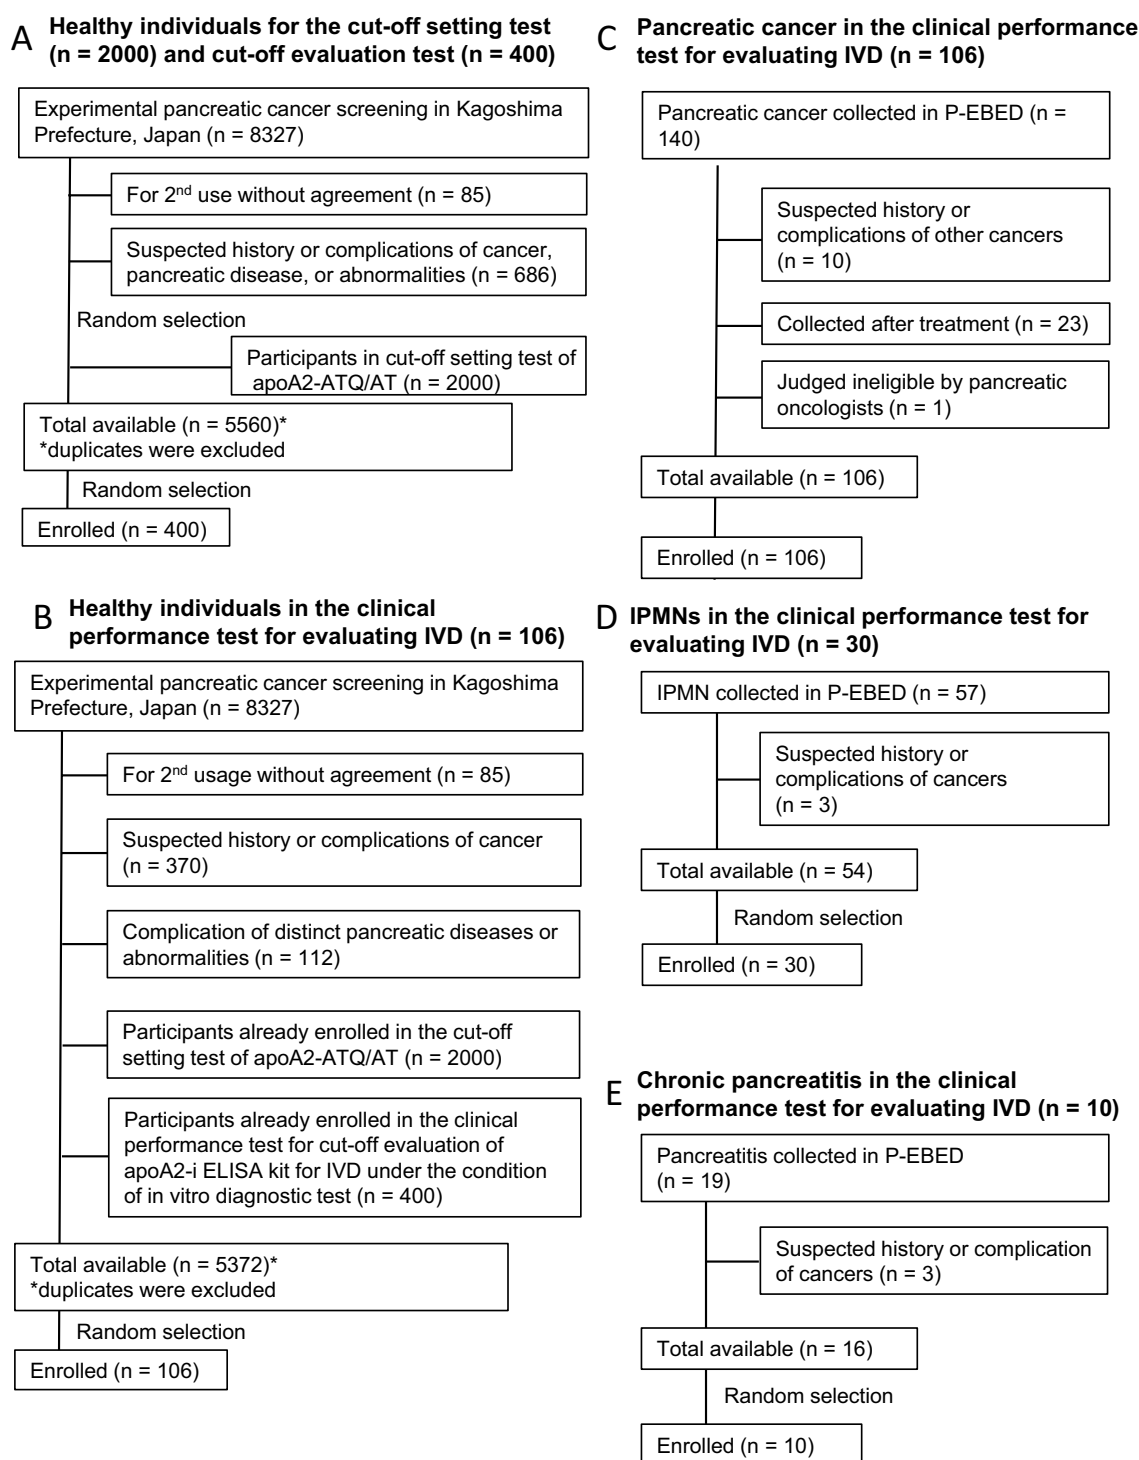 A
Healthy individuals for the cut-off setting test
(n = 2000) and cut-off evaluation test (n = 400)
Experimental pancreatic cancer screening in Kagoshima
Prefecture, Japan (n = 8327)
For 2nd use without agreement (n = 85)
Suspected history or complications of cancer,
pancreatic disease, or abnormalities (n = 686)
Random selection
Participants in cut-off setting test of
apoA2-ATQ/AT (n = 2000)
Total available (n = 5560)*
*duplicates were excluded
Random selection
Enrolled (n = 400)
B
Healthy individuals in the clinical
performance test for evaluating IVD (n = 106)
Experimental pancreatic cancer screening in Kagoshima
Prefecture, Japan (n = 8327)
For 2nd usage without agreement (n = 85)
Suspected history or complications of cancer
(n = 370)
Complication of distinct pancreatic diseases or
abnormalities (n = 112)
Participants already enrolled in the cut-off
setting test of apoA2-ATQ/AT (n = 2000)
Participants already enrolled in the clinical
performance test for cut-off evaluation of
apoA2-i ELISA kit for IVD under the condition
of in vitro diagnostic test (n = 400)
Total available (n = 5372)*
*duplicates were excluded
Random selection
Enrolled (n = 106)
C
Pancreatic cancer in the clinical performance
test for evaluating IVD (n = 106)
Pancreatic cancer collected in P-EBED (n =
140)
Suspected history or
complications of other cancers
(n = 10)
Collected after treatment (n = 23)
Judged ineligible by pancreatic
oncologists (n = 1)
Total available (n = 106)
Enrolled (n = 106)
D
IPMNs in the clinical performance test for
evaluating IVD (n = 30)
IPMN collected in P-EBED (n = 57)
Suspected history or
complications of cancers
(n = 3)
Total available (n = 54)
Random selection
Enrolled (n = 30)
E
Chronic pancreatitis in the clinical
performance test for evaluating IVD (n = 10)
Pancreatitis collected in P-EBED
(n = 19)
Suspected history or complication
of cancers (n = 3)
Total available (n = 16)
Random selection
Enrolled (n = 10)